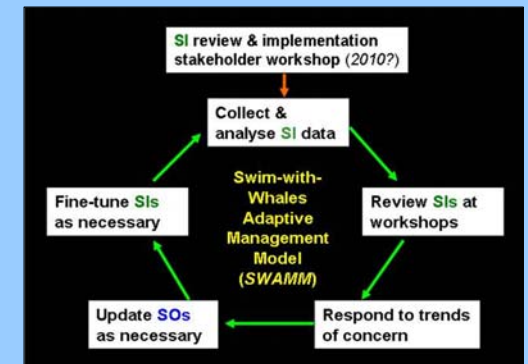 SI review & implementation
stakeholder workshop (2010?)
Collect &
analyse SI data
Swim-with-
Whales
Adaptive
Management
Model
(SWAMM)
Review SIs at
workshops
Respond to trends
of concern
Update SOs
as necessary
Fine-tune SIs
as necessary